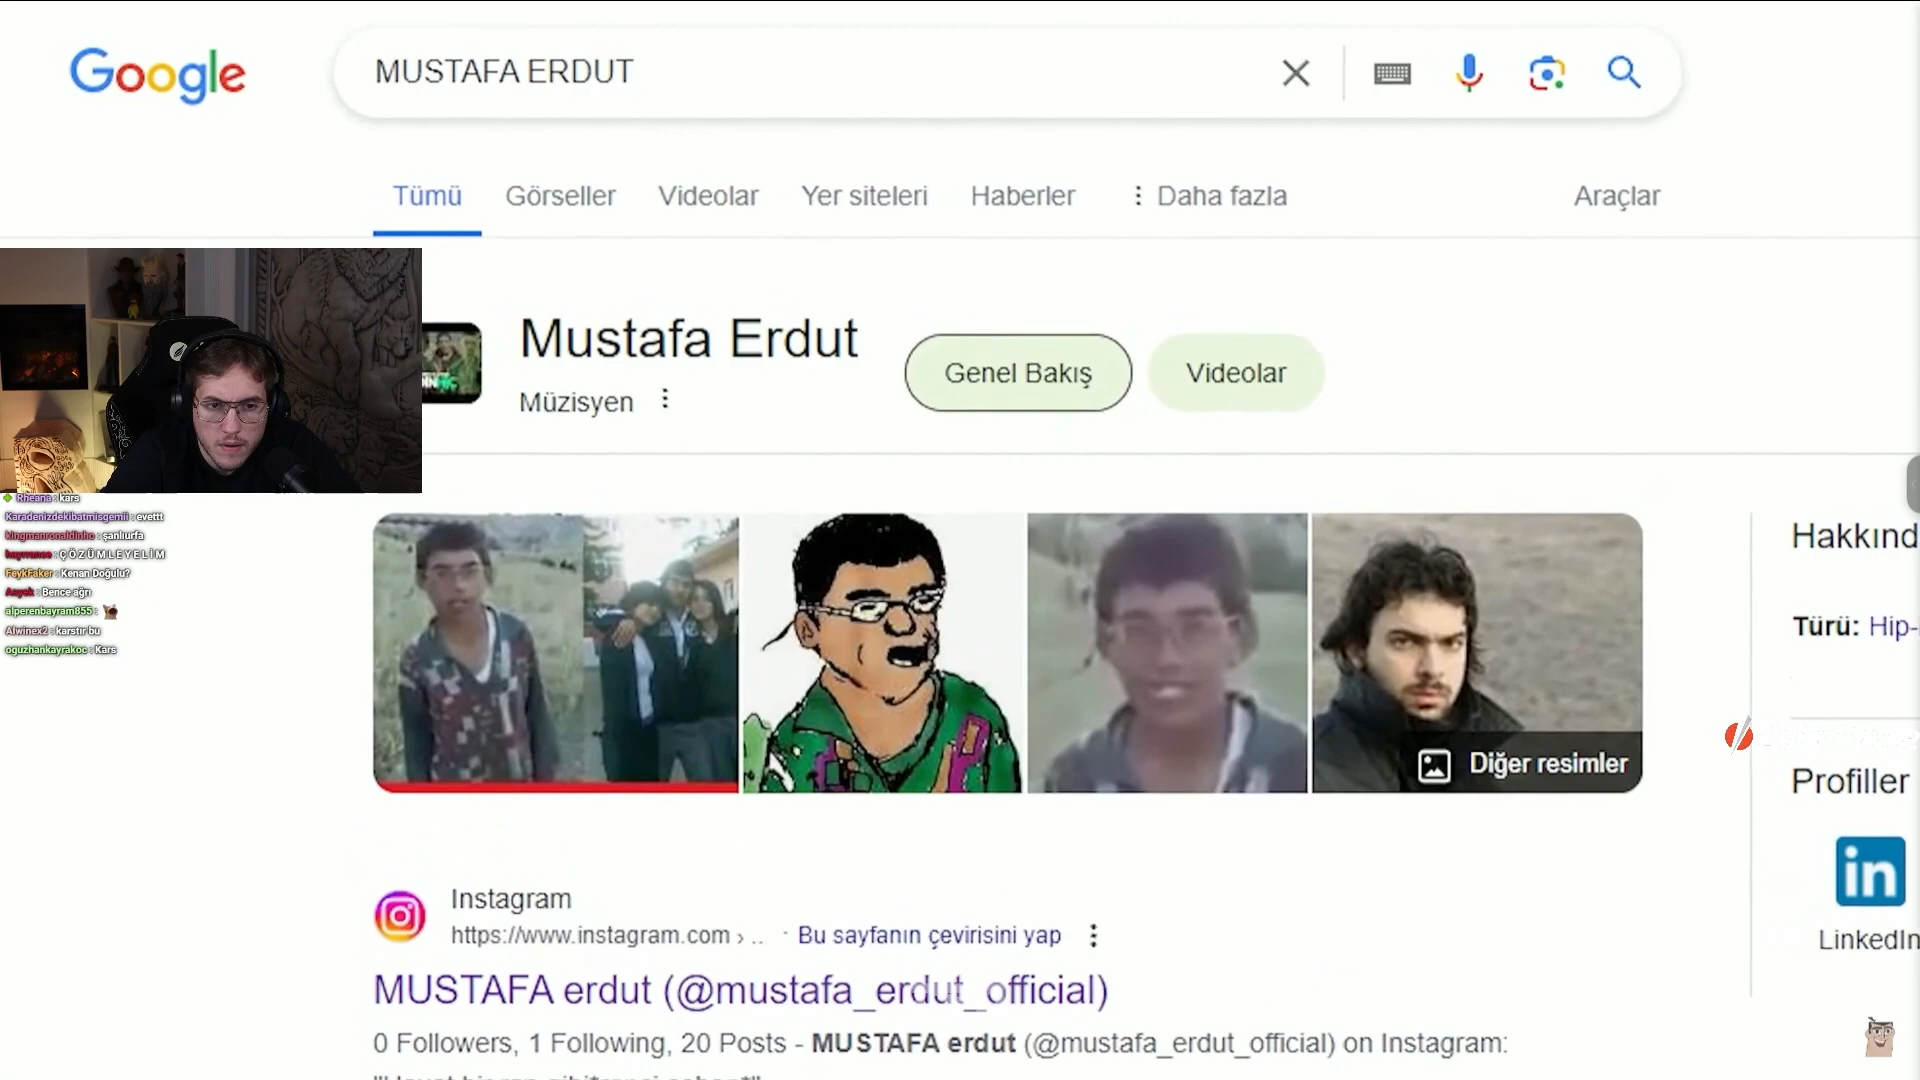 Google
MUSTAFA ERDUT
Tümü Görseller Videolar Yer siteleri Haberler Daha fazla Araçlar
Mustafa Erdut
Müzisyen
Genel Bakış
Videolar
Rheana : kars
Karadenizdekibatmisgemii : evettt
kingmanronaldinho : şanlıurfa
: ÇÖZÜMLEYELİM
FeykFaker : Kenan Doğulu?
: Bence ağrı
alperenbayram855 :
Alwinex2 : karstır bu
oguzhankayrakoc : Kars
Diğer resimler
Hakkınd
Türü: Hip-
Profiller
in
LinkedIn
Instagram
https://www.instagram.com › .. · Bu sayfanın çevirisini yap
MUSTAFA erdut (@mustafa_erdut_official)
0 Followers, 1 Following, 20 Posts - MUSTAFA erdut (@mustafa_erdut_official) on Instagram: